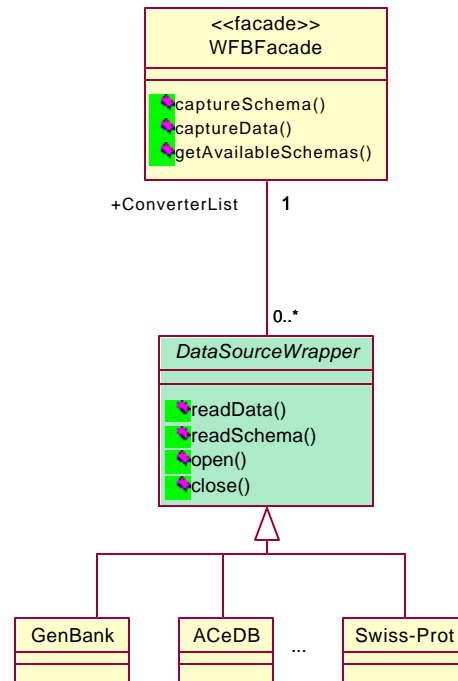 <<facade>>
WFBFacade
captureSchema()
captureData()
getAvailableSchemas()
+ConverterList 1
0..*
DataSourceWrapper
readData()
readSchema()
open()
close()
GenBank ACeDB ... Swiss-Prot